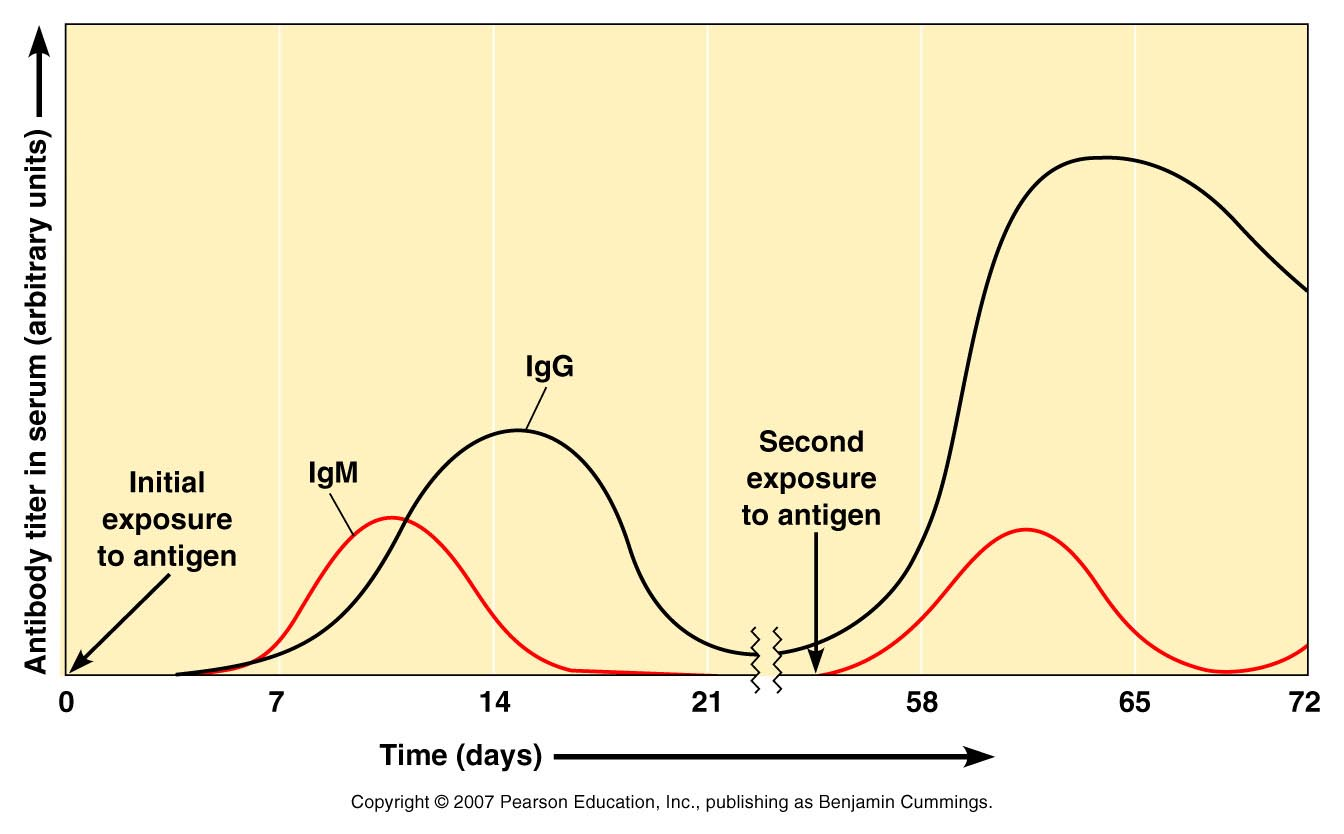 Antibody titer in serum (arbitrary units)
IgG
IgM
Initial
exposure
to antigen
Second
exposure
to antigen
0 7 14 21 58 65 72
Time (days)
Copyright © 2007 Pearson Education, Inc., publishing as Benjamin Cummings.